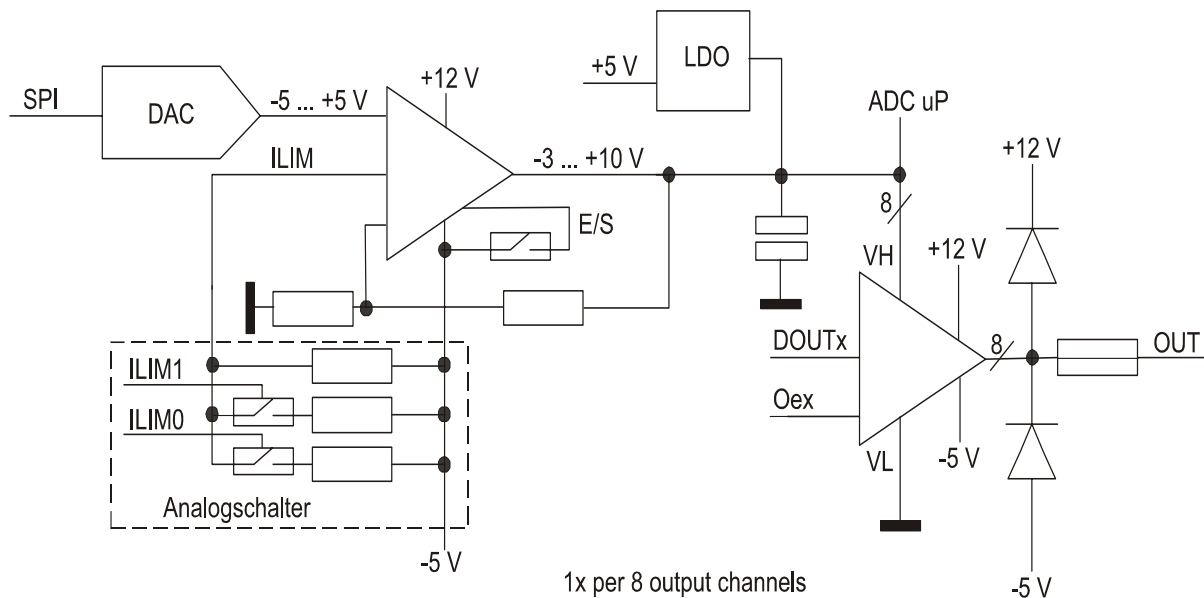 LDO
+5 V
+12 V
SPI
DAC
-5 ... +5 V
ADC uP
ILIM
-3 ... +10 V
+12 V
8
E/S
VH
+12 V
DOUTx
8
OUT
ILIM1
Oex
ILIM0
VL
-5 V
Analogschalter
-5 V
1x per 8 output channels
-5 V